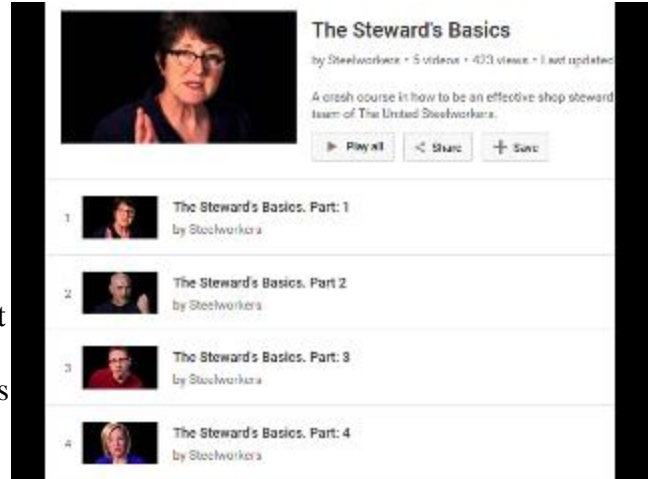 The Steward's Basics
by Steelworkers • 5 videos • 423 views • Last updated
A crash course in how to be an effective shop steward
team of The United Steelworkers.
Play all
Share
Save
1
The Steward's Basics. Part: 1
by Steelworkers
2
The Steward's Basics. Part 2
by Steelworkers
3
The Steward's Basics. Part: 3
by Steelworkers
4
The Steward's Basics. Part: 4
by Steelworkers
t
s